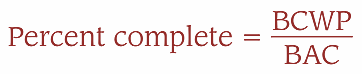 Percent complete = BCWP
BAC